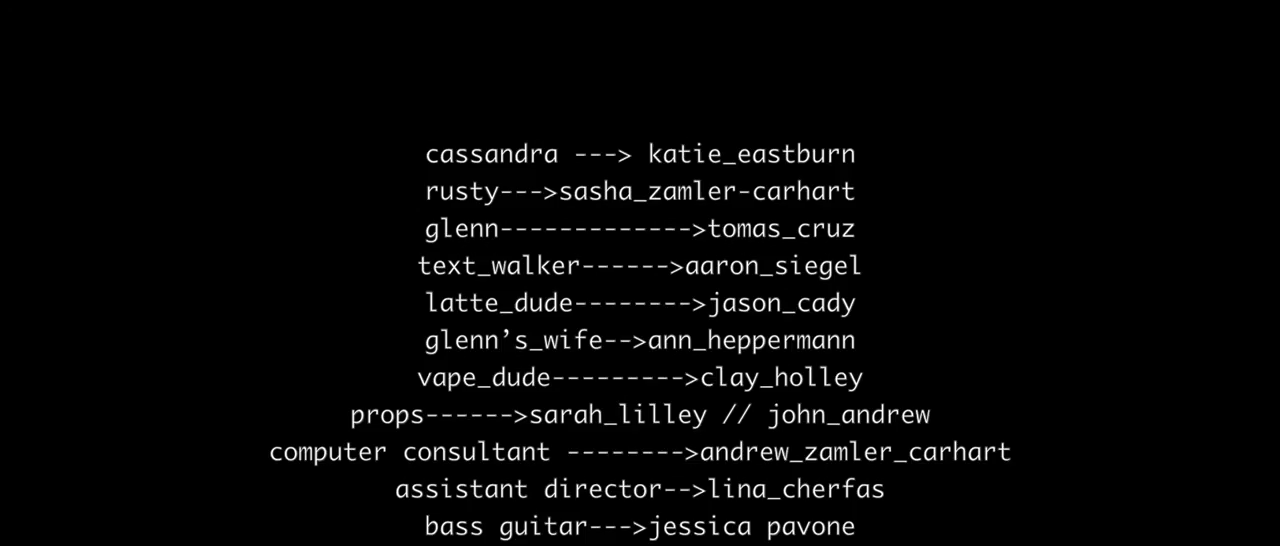 cassandra ---> katie_eastburn
rusty--->sasha_zamler-carhart
glenn------------->tomas_cruz
text_walker------>aaron_siegel
latte_dude-------->jason_cady
glenn’s_wife-->ann_heppermann
vape_dude--------->clay_holley
props------>sarah_lilley // john_andrew
computer consultant -------->andrew_zamler_carhart
assistant director-->lina_cherfas
bass guitar--->jessica pavone